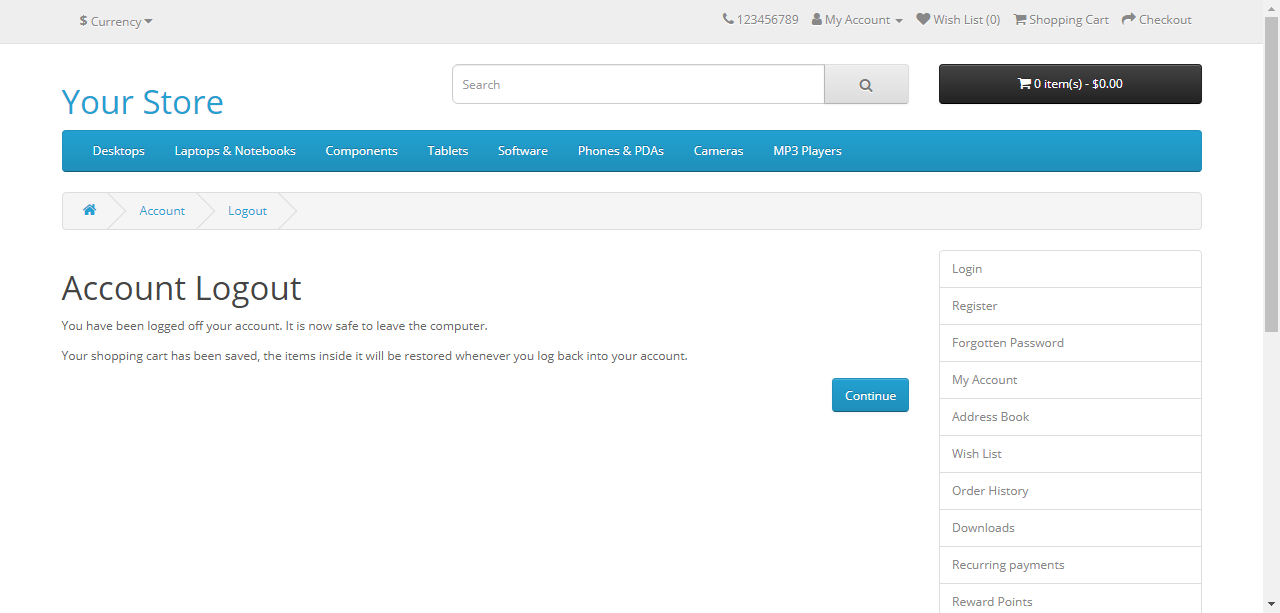 $ Currency
123456789 My Account Wish List (0) Shopping Cart Checkout
Your Store
Search
0 item(s) - $0.00
Desktops Laptops & Notebooks Components Tablets Software Phones & PDAs Cameras MP3 Players
Account Logout
Account Logout
You have been logged off your account. It is now safe to leave the computer.
Your shopping cart has been saved, the items inside it will be restored whenever you log back into your account.
Continue
Login
Register
Forgotten Password
My Account
Address Book
Wish List
Order History
Downloads
Recurring payments
Reward Points